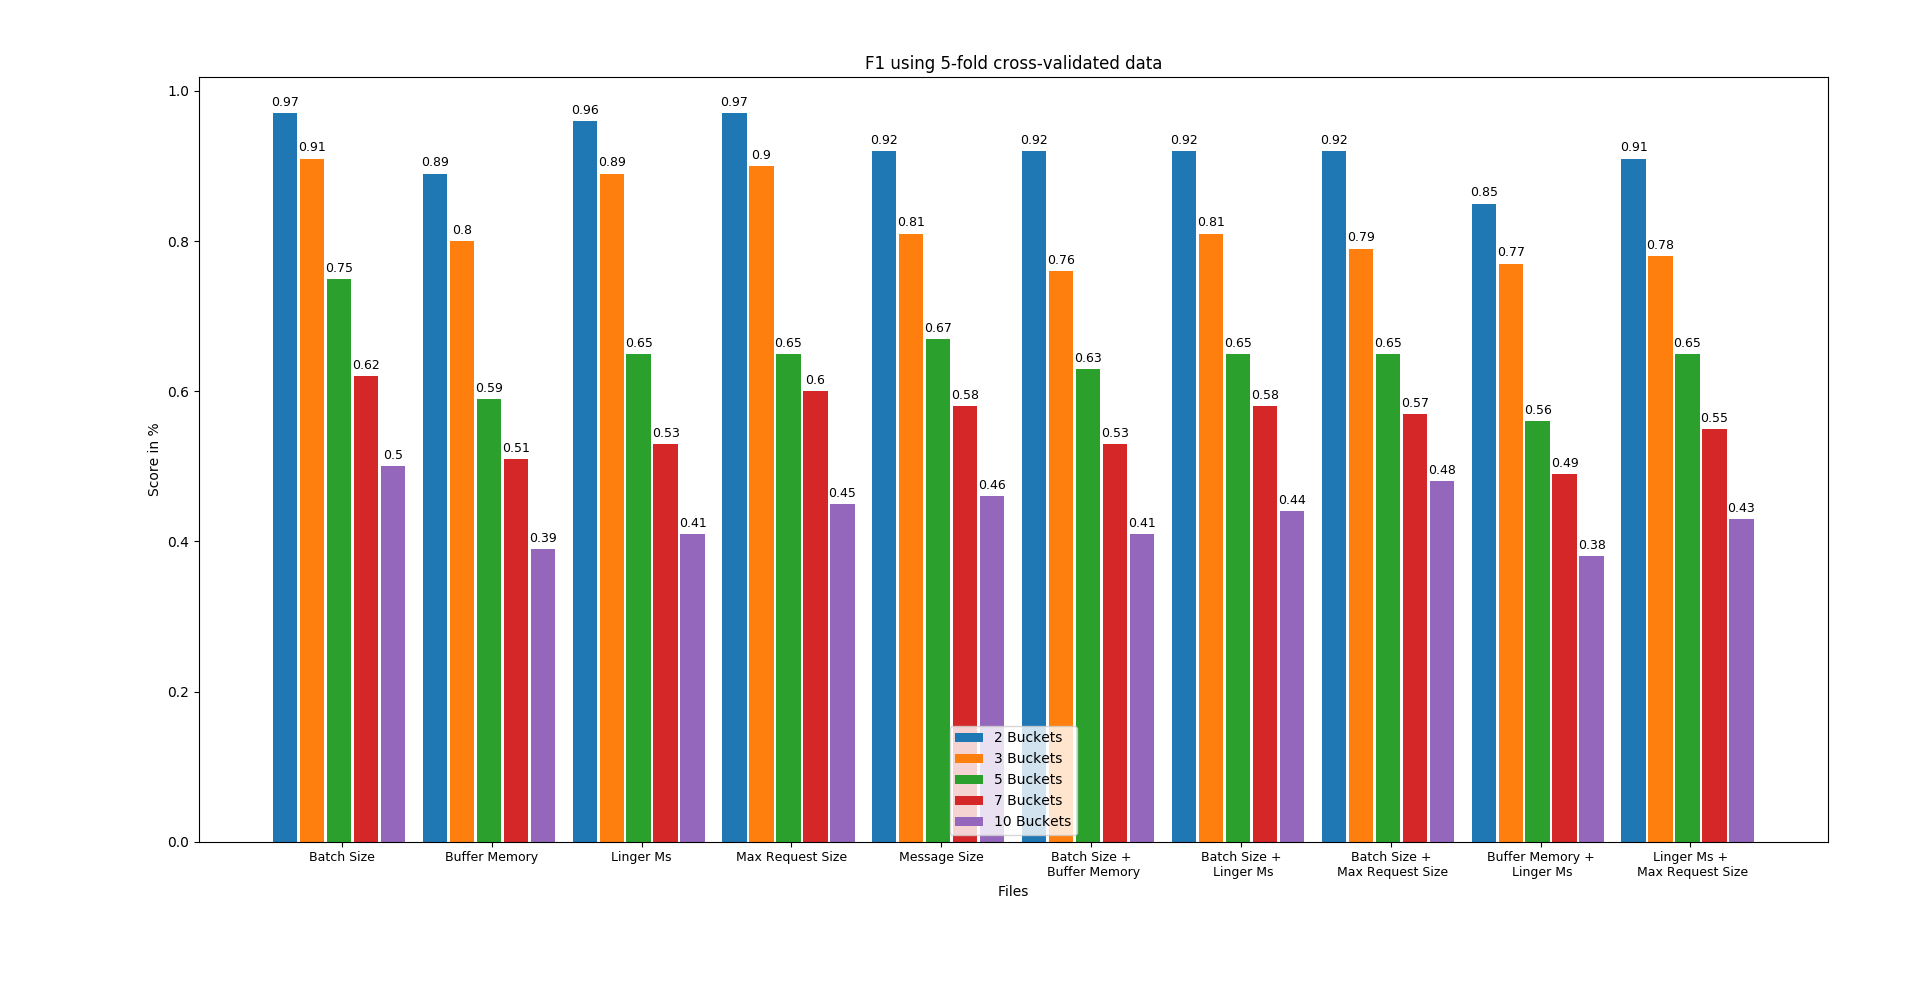 F1 using 5-fold cross-validated data
Score in %
1.0
0.8
0.6
0.4
0.2
0.0
0.97
0.91
0.75
0.62
0.5
0.89
0.8
0.59
0.51
0.39
0.96
0.89
0.65
0.53
0.41
0.97
0.9
0.65
0.6
0.45
0.92
0.81
0.67
0.58
0.46
0.92
0.76
0.63
0.53
0.41
0.92
0.81
0.65
0.58
0.44
0.92
0.79
0.65
0.57
0.48
0.85
0.77
0.56
0.49
0.38
0.91
0.78
0.65
0.55
0.43
2 Buckets
3 Buckets
5 Buckets
7 Buckets
10 Buckets
Batch Size
Buffer Memory
Linger Ms
Max Request Size
Message Size
Batch Size +
Buffer Memory
Batch Size +
Linger Ms
Batch Size +
Max Request Size
Buffer Memory +
Linger Ms
Linger Ms +
Max Request Size
Files